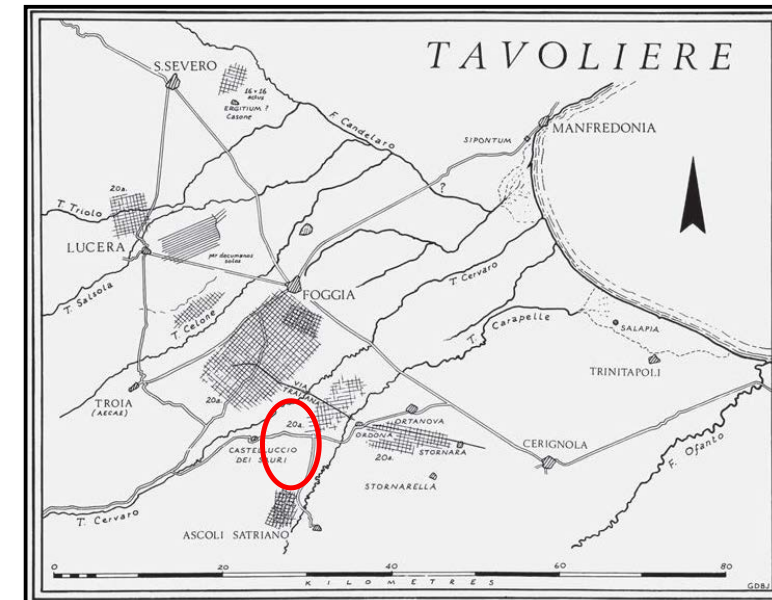 TAVOLIERE
S.SEVERO
16 × 16
actus
ERGITIUM ?
Casone
F. Candelaro
SIPONTUM
MANFREDONIA
?
20a.
T. Triolo
LUCERA
per decumanos
solos
T. Salsola
T. Celone
FOGGIA
T. Cervaro
T. Carapelle
SALAPIA
TRINITAPOLI
TROIA
(AECAE)
20a.
VIA
TRAIANA
20a.
ORTANOVA
ORDONA
CASTELLUCCIO
DEI SAURI
20a.
STORNARA
CERIGNOLA
F. Ofanto
STORNARELLA
T. Cervaro
ASCOLI SATRIANO
0 20 40 60 80
KILOMETRES
GDBJ